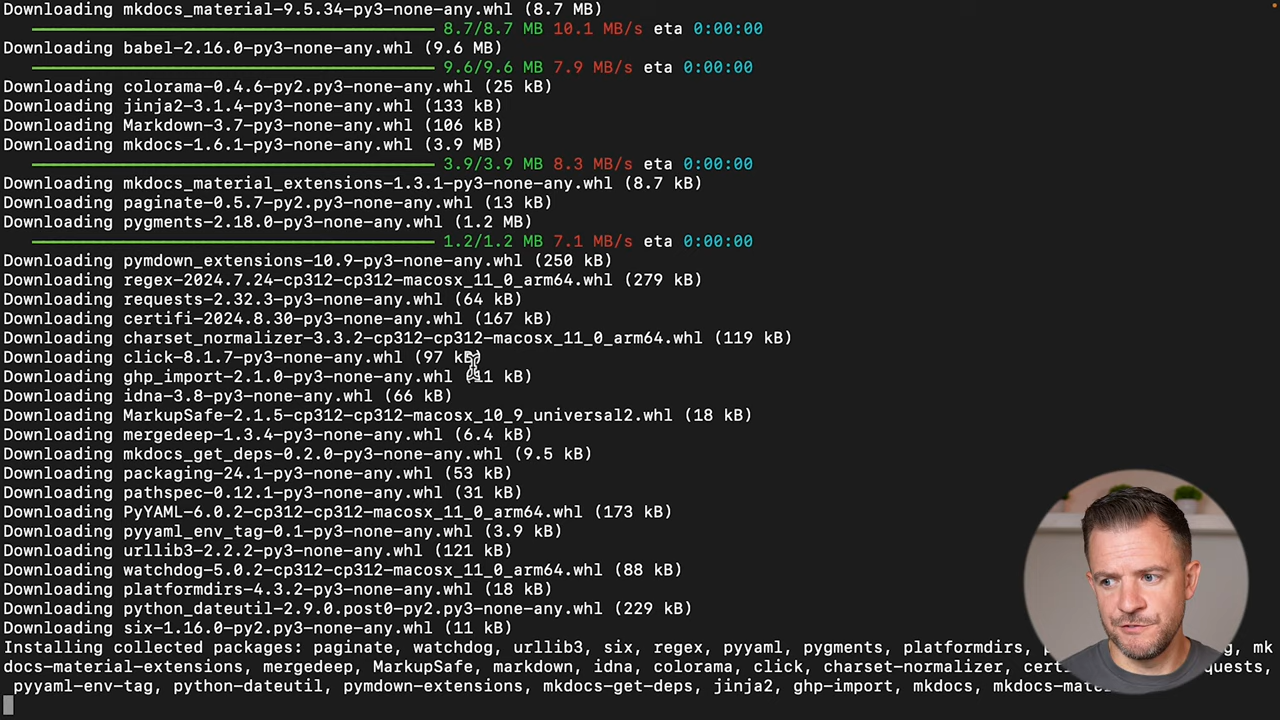 Downloading mkdocs_material-9.5.34-py3-none-any.whl (8.7 MB)
8.7/8.7 MB 10.1 MB/s eta 0:00:00
Downloading babel-2.16.0-py3-none-any.whl (9.6 MB)
9.6/9.6 MB 7.9 MB/s eta 0:00:00
Downloading colorama-0.4.6-py2.py3-none-any.whl (25 kB)
Downloading jinja2-3.1.4-py3-none-any.whl (133 kB)
Downloading Markdown-3.7-py3-none-any.whl (106 kB)
Downloading mkdocs-1.6.1-py3-none-any.whl (3.9 MB)
3.9/3.9 MB 8.3 MB/s eta 0:00:00
Downloading mkdocs_material_extensions-1.3.1-py3-none-any.whl (8.7 kB)
Downloading paginate-0.5.7-py2.py3-none-any.whl (13 kB)
Downloading pygments-2.18.0-py3-none-any.whl (1.2 MB)
1.2/1.2 MB 7.1 MB/s eta 0:00:00
Downloading pymdown_extensions-10.9-py3-none-any.whl (250 kB)
Downloading regex-2024.7.24-cp312-cp312-macosx_11_0_arm64.whl (279 kB)
Downloading requests-2.32.3-py3-none-any.whl (64 kB)
Downloading certifi-2024.8.30-py3-none-any.whl (167 kB)
Downloading charset_normalizer-3.3.2-cp312-cp312-macosx_11_0_arm64.whl (119 kB)
Downloading click-8.1.7-py3-none-any.whl (97 kB)
Downloading ghp_import-2.1.0-py3-none-any.whl (11 kB)
Downloading idna-3.8-py3-none-any.whl (66 kB)
Downloading MarkupSafe-2.1.5-cp312-cp312-macosx_10_9_universal2.whl (18 kB)
Downloading mergedeep-1.3.4-py3-none-any.whl (6.4 kB)
Downloading mkdocs_get_deps-0.2.0-py3-none-any.whl (9.5 kB)
Downloading packaging-24.1-py3-none-any.whl (53 kB)
Downloading pathspec-0.12.1-py3-none-any.whl (31 kB)
Downloading PyYAML-6.0.2-cp312-cp312-macosx_11_0_arm64.whl (173 kB)
Downloading pyyaml_env_tag-0.1-py3-none-any.whl (3.9 kB)
Downloading urllib3-2.2.2-py3-none-any.whl (121 kB)
Downloading watchdog-5.0.2-cp312-cp312-macosx_11_0_arm64.whl (88 kB)
Downloading platformdirs-4.3.2-py3-none-any.whl (18 kB)
Downloading python_dateutil-2.9.0.post0-py2.py3-none-any.whl (229 kB)
Downloading six-1.16.0-py2.py3-none-any.whl (11 kB)
Installing collected packages: paginate, watchdog, urllib3, six, regex, pyyaml, pygments, platformdirs, mk
docs-material-extensions, mergedeep, MarkupSafe, markdown, idna, colorama, click, charset-normalizer, requests,
pyyaml-env-tag, python-dateutil, pymdown-extensions, mkdocs-get-deps, jinja2, ghp-import, mkdocs,